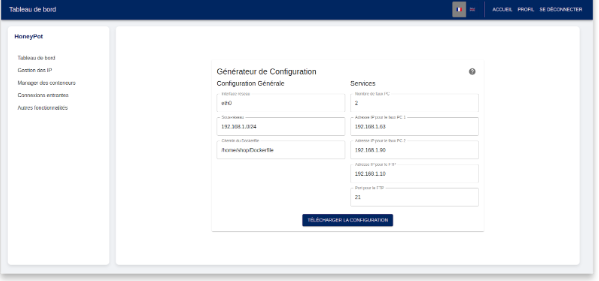 Tableau de bord
ACCUEIL PROFIL SE DÉCONNECTER
HoneyPot
Tableau de bord
Gestion des IP
Manager des conteneurs
Connexions entrantes
Autres fonctionnalités
Générateur de Configuration
Configuration Générale
Interface réseau
eth0
Sous-réseau
192.168.1.0/24
Chemin du Dockerfile
Services
Nombre de faux PC
2
Adresse IP pour le faux PC 1
192.168.1.63
Adresse IP pour le faux PC 2
192.168.1.90
Adresse IP pour le FTP
192.168.1.10
Port pour le FTP
21
TÉLÉCHARGER LA CONFIGURATION